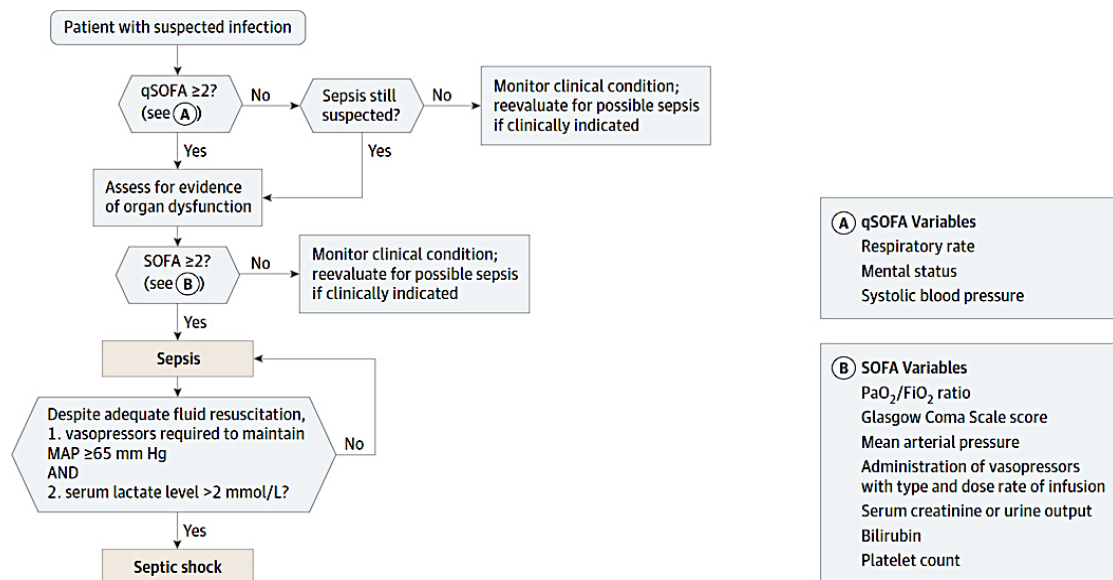 Patient with suspected infection
qSOFA ≥2?
(see A)
No
Sepsis still
suspected?
No
Monitor clinical condition;
reevaluate for possible sepsis
if clinically indicated
Yes
Yes
Assess for evidence
of organ dysfunction
SOFA ≥2?
(see B)
No
Monitor clinical condition;
reevaluate for possible sepsis
if clinically indicated
Yes
Sepsis
Despite adequate fluid resuscitation,
1. vasopressors required to maintain
MAP ≥65 mm Hg
AND
2. serum lactate level >2 mmol/L?
No
Yes
Septic shock
A qSOFA Variables
Respiratory rate
Mental status
Systolic blood pressure
B SOFA Variables
PaO₂/FiO₂ ratio
Glasgow Coma Scale score
Mean arterial pressure
Administration of vasopressors
with type and dose rate of infusion
Serum creatinine or urine output
Bilirubin
Platelet count